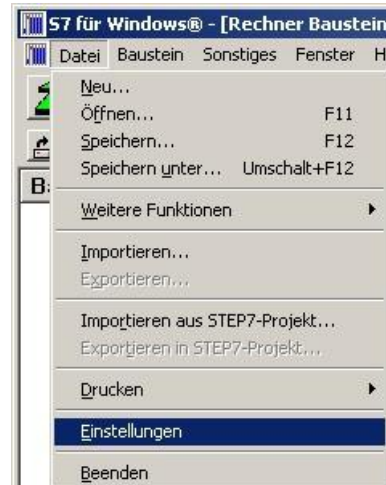 S7 für Windows® - [Rechner Baustein
Datei Baustein Sonstiges Fenster H
Neu...
Öffnen... F11
Speichern... F12
Speichern unter... Umschalt+F12
Weitere Funktionen
Importieren...
Exportieren...
Importieren aus STEP7-Projekt...
Exportieren in STEP7-Projekt...
Drucken
Einstellungen
Beenden